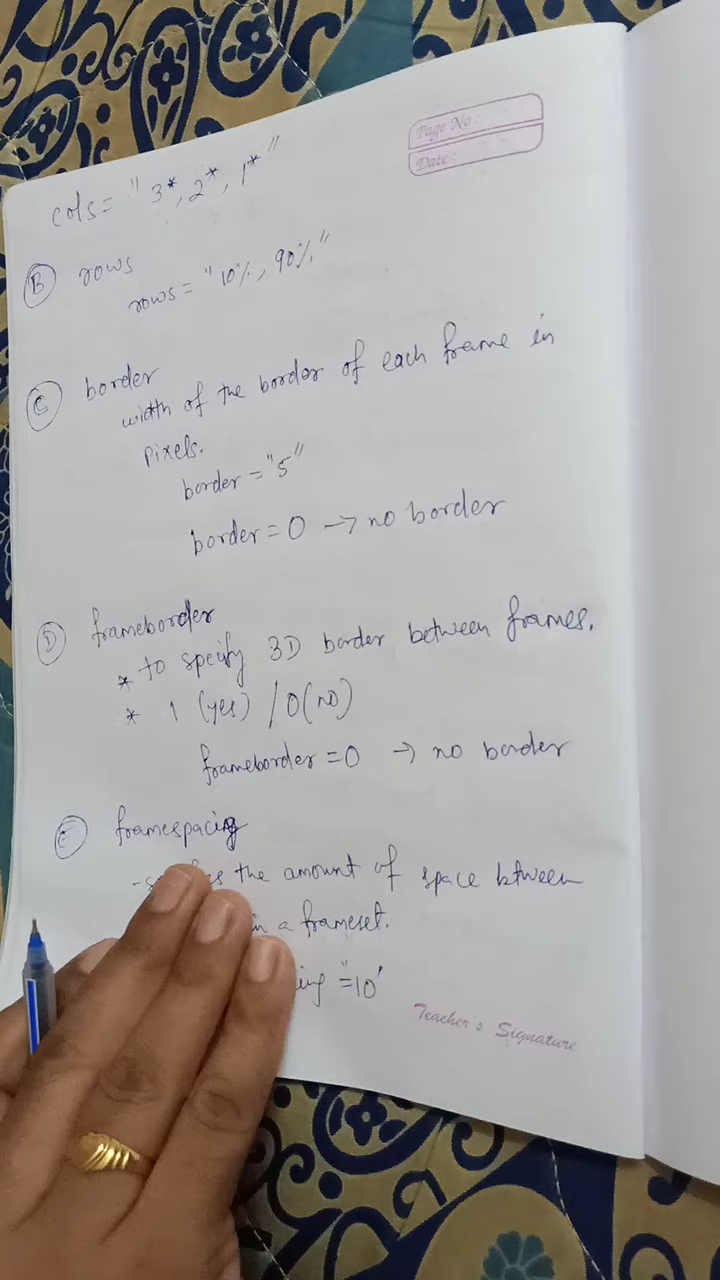 Page No :
Date :
cols= "3*, 2*, 1*"
(B) rows
rows = "10%, 90%"
(C) border
width of the border of each frame in
pixels.
border = "5"
border = 0 → no border
(D) frameborder
* to specify 3D border between frames.
* 1 (yes) / 0(no)
frameborder = 0 → no border
(E) framespacing
- the amount of space between
in a frameset.
="10"
Teacher's Signature